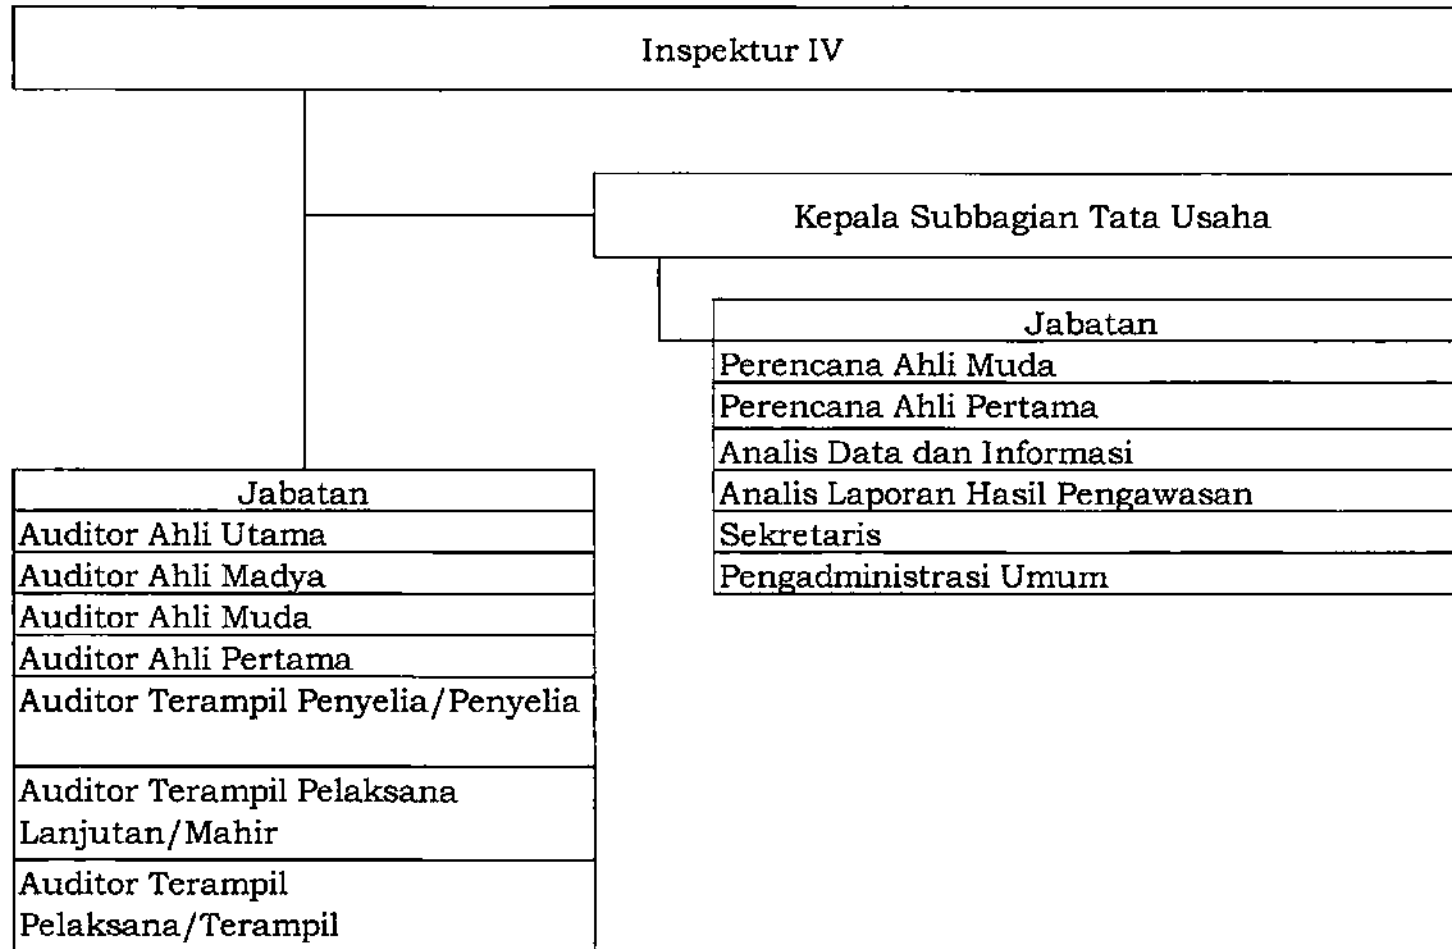 Inspektur IV
Kepala Subbagian Tata Usaha
Jabatan
Perencana Ahli Muda
Perencana Ahli Pertama
Analis Data dan Informasi
Analis Laporan Hasil Pengawasan
Sekretaris
Pengadministrasi Umum
Jabatan
Auditor Ahli Utama
Auditor Ahli Madya
Auditor Ahli Muda
Auditor Ahli Pertama
Auditor Terampil Penyelia/Penyelia
Auditor Terampil Pelaksana
Lanjutan/Mahir
Auditor Terampil
Pelaksana/Terampil